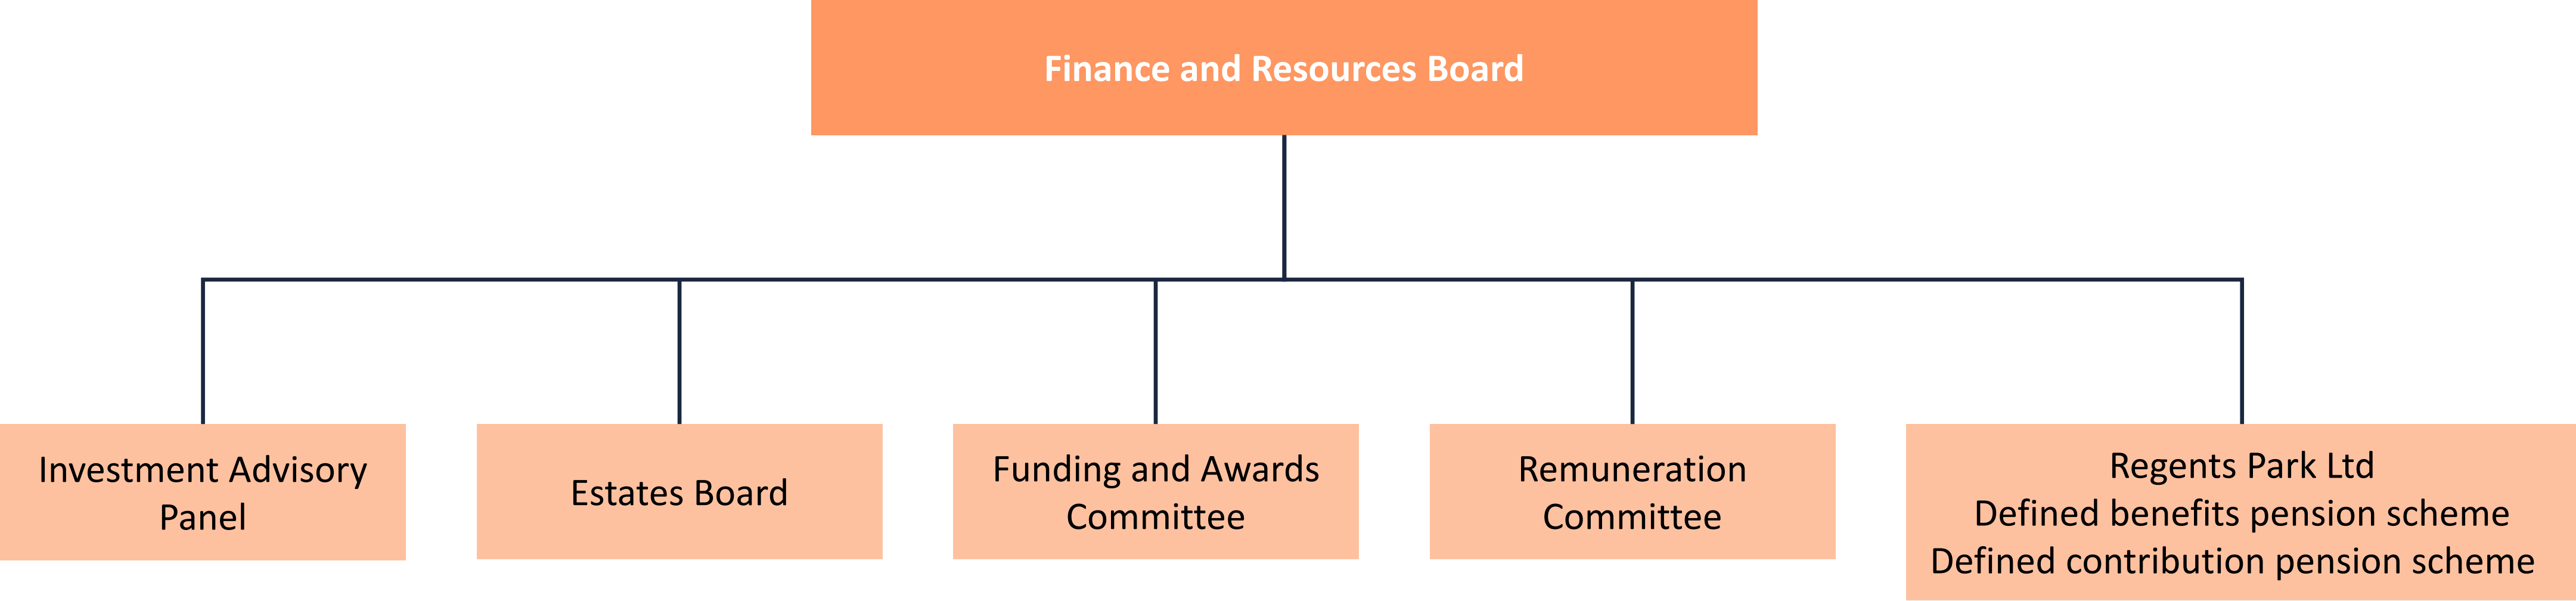 Finance and Resources Board
Investment Advisory
Panel
Estates Board
Funding and Awards
Committee
Remuneration
Committee
Regents Park Ltd
Defined benefits pension scheme
Defined contribution pension scheme